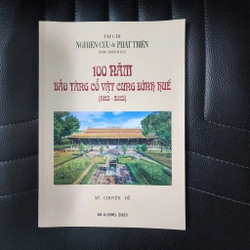 TẠP CHÍ
NGHIÊN CỨU & PHÁT TRIỂN
100 NĂM
BẢO TÀNG CỔ VẬT CUNG ĐÌNH HUẾ
(1923 - 2023)
SỐ CHUYÊN ĐỀ
2023